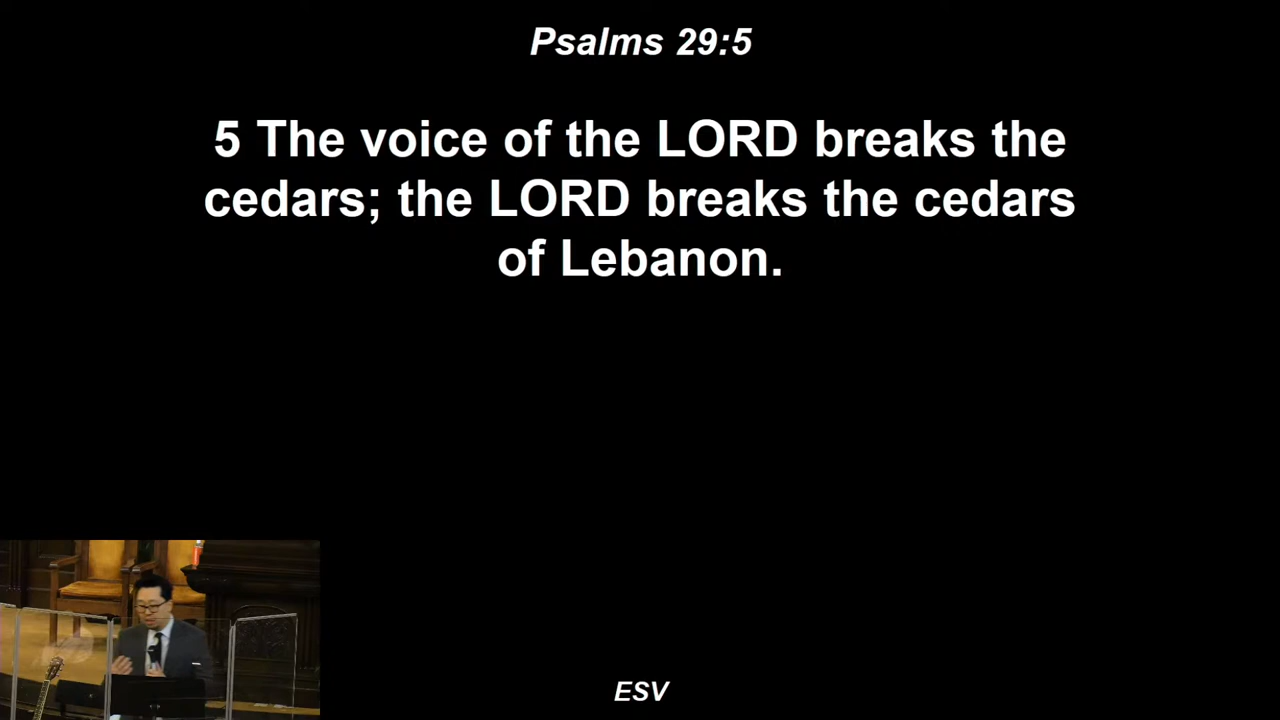 Psalms 29:5
5 The voice of the LORD breaks the
cedars; the LORD breaks the cedars
of Lebanon.
ESV